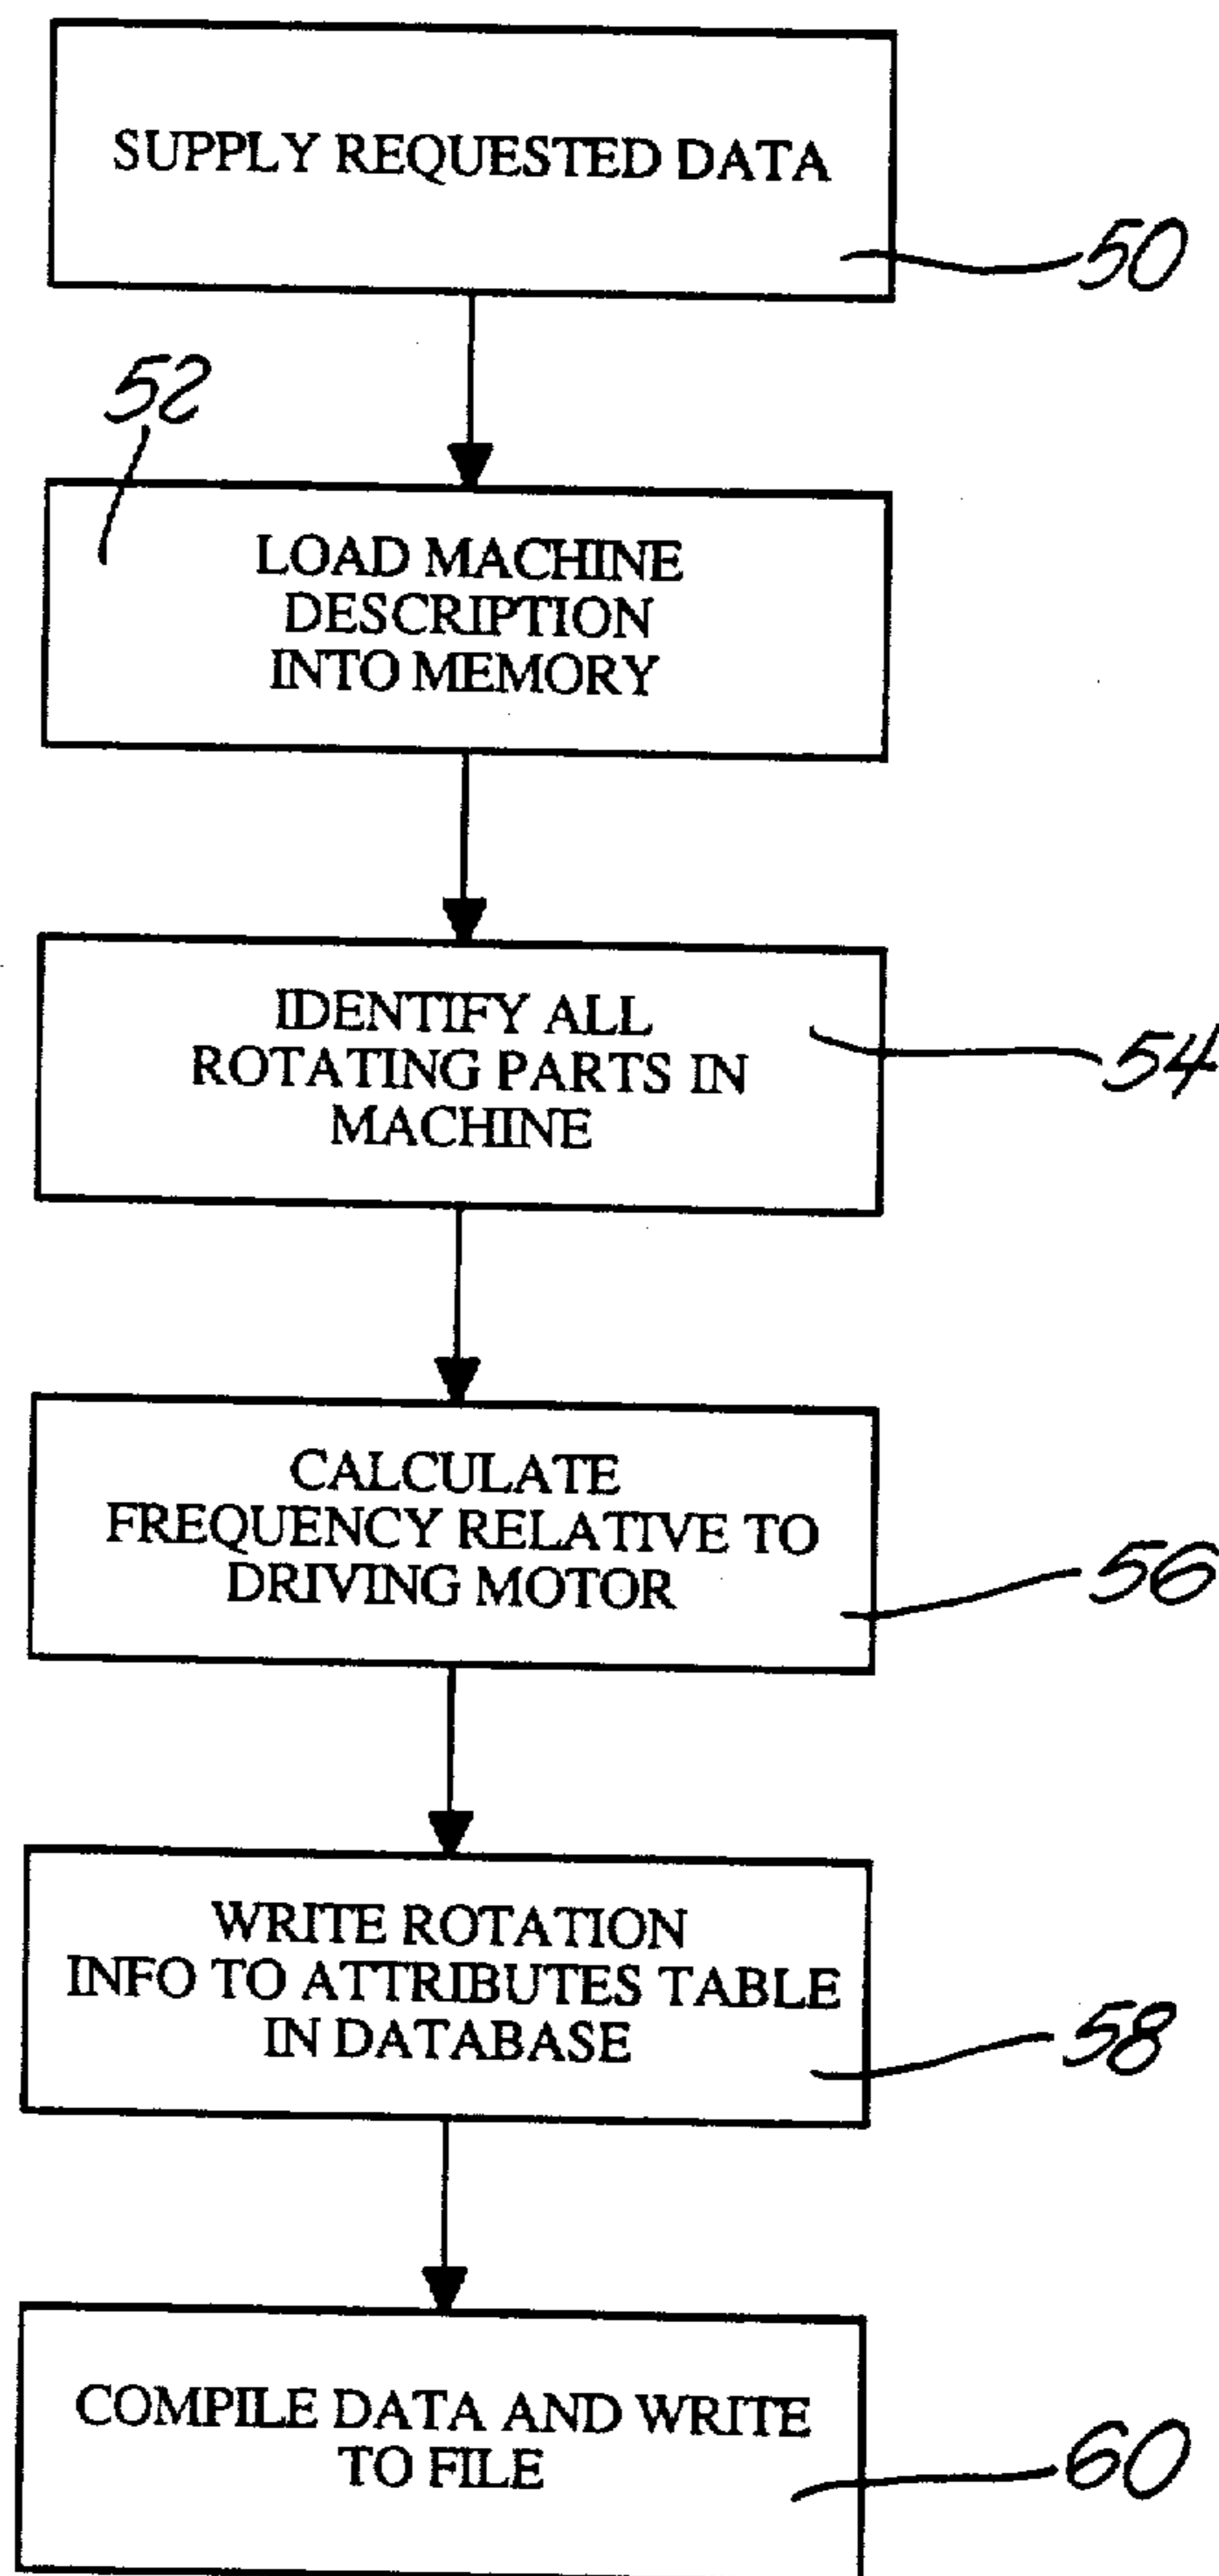 SUPPLY REQUESTED DATA
50
52
LOAD MACHINE
DESCRIPTION
INTO MEMORY
IDENTIFY ALL
ROTATING PARTS IN
MACHINE
54
CALCULATE
FREQUENCY RELATIVE TO
DRIVING MOTOR
56
WRITE ROTATION
INFO TO ATTRIBUTES TABLE
IN DATABASE
58
COMPILE DATA AND WRITE
TO FILE
60